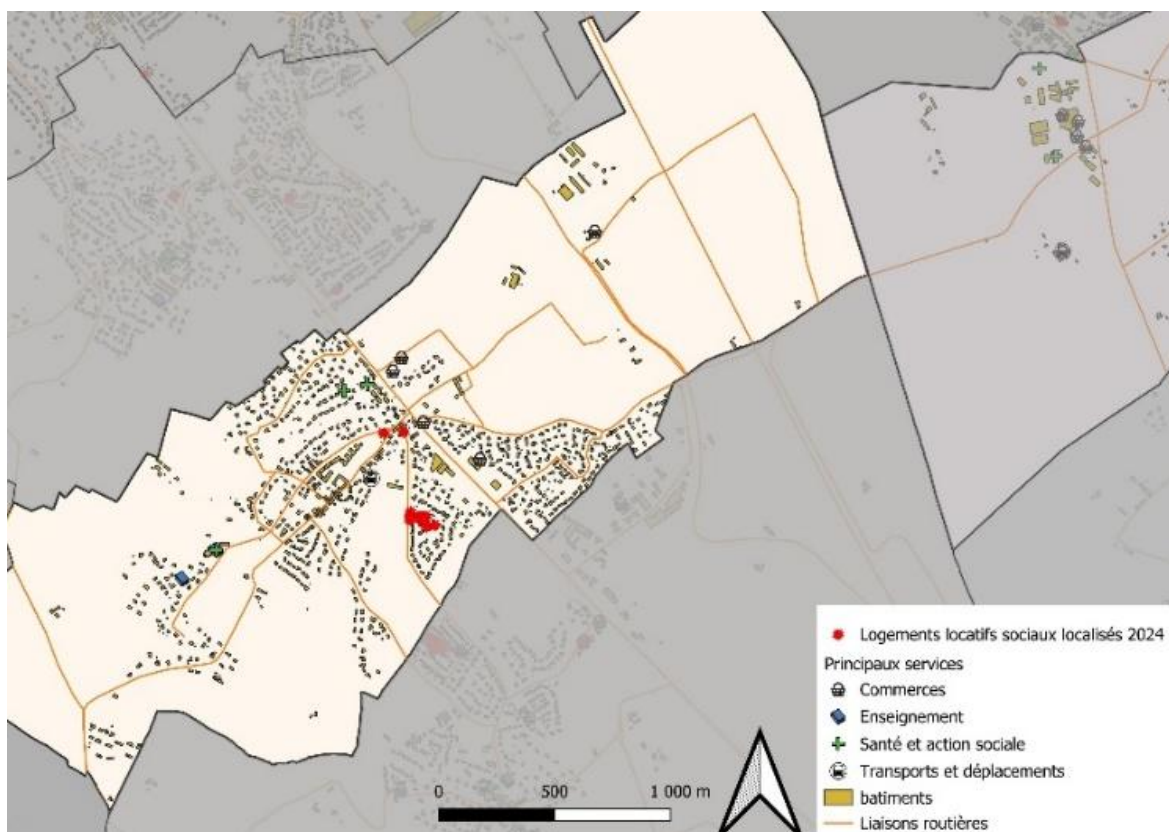 Logements locatifs sociaux localisés 2024
Principaux services
Commerces
Enseignement
Santé et action sociale
Transports et déplacements
batiments
Liaisons routières
0 500 1 000 m